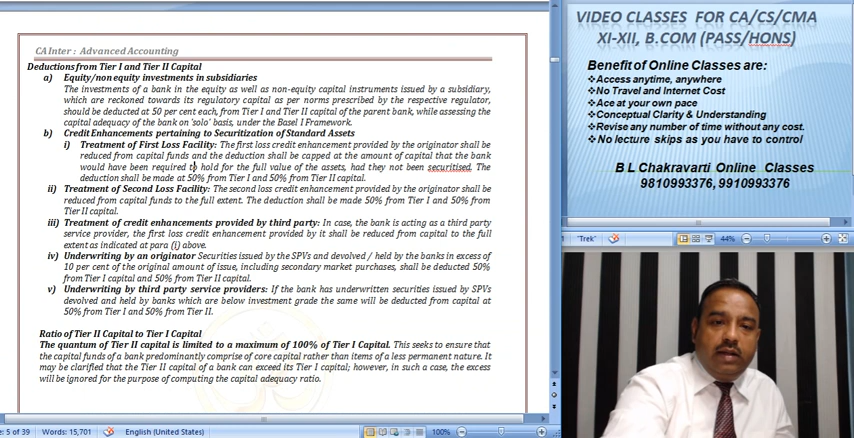 CA Inter : Advanced Accounting
Deductions from Tier I and Tier II Capital
a) Equity/non equity investments in subsidiaries
The investments of a bank in the equity as well as non-equity capital instruments issued by a subsidiary,
which are reckoned towards its regulatory capital as per norms prescribed by the respective regulator,
should be deducted at 50 per cent each, from Tier I and Tier II capital of the parent bank, while assessing the
capital adequacy of the bank on 'solo' basis, under the Basel I Framework.
b) Credit Enhancements pertaining to Securitization of Standard Assets
i) Treatment of First Loss Facility: The first loss credit enhancement provided by the originator shall be
reduced from capital funds and the deduction shall be capped at the amount of capital that the bank
would have been required to hold for the full value of the assets, had they not been securitised. The
deduction shall be made at 50% from Tier I and 50% from Tier II capital.
ii) Treatment of Second Loss Facility: The second loss credit enhancement provided by the originator shall be
reduced from capital funds to the full extent. The deduction shall be made 50% from Tier I and 50% from
Tier II capital.
iii) Treatment of credit enhancements provided by third party: In case, the bank is acting as a third party
service provider, the first loss credit enhancement provided by it shall be reduced from capital to the full
extent as indicated at para (i) above.
iv) Underwriting by an originator Securities issued by the SPVs and devolved / held by the banks in excess of
10 per cent of the original amount of issue, including secondary market purchases, shall be deducted 50%
from Tier I capital and 50% from Tier II capital.
v) Underwriting by third party service providers: If the bank has underwritten securities issued by SPVs
devolved and held by banks which are below investment grade the same will be deducted from capital at
50% from Tier I and 50% from Tier II.
Ratio of Tier II Capital to Tier I Capital
The quantum of Tier II capital is limited to a maximum of 100% of Tier I Capital. This seeks to ensure that
the capital funds of a bank predominantly comprise of core capital rather than items of a less permanent nature. It
may be clarified that the Tier II capital of a bank can exceed its Tier I capital; however, in such a case, the excess
will be ignored for the purpose of computing the capital adequacy ratio.
e: 5 of 39 Words: 15,701 English (United States) 100%
VIDEO CLASSES FOR CA/CS/CMA
XI-XII, B.COM (PASS/HONS)
Benefit of Online Classes are:
❖Access anytime, anywhere
❖No Travel and Internet Cost
❖Ace at your own pace
❖Conceptual Clarity & Understanding
❖Revise any number of time without any cost.
❖No lecture skips as you have to control
B L Chakravarti Online Classes
9810993376, 9910993376
1 "Trek" 44%